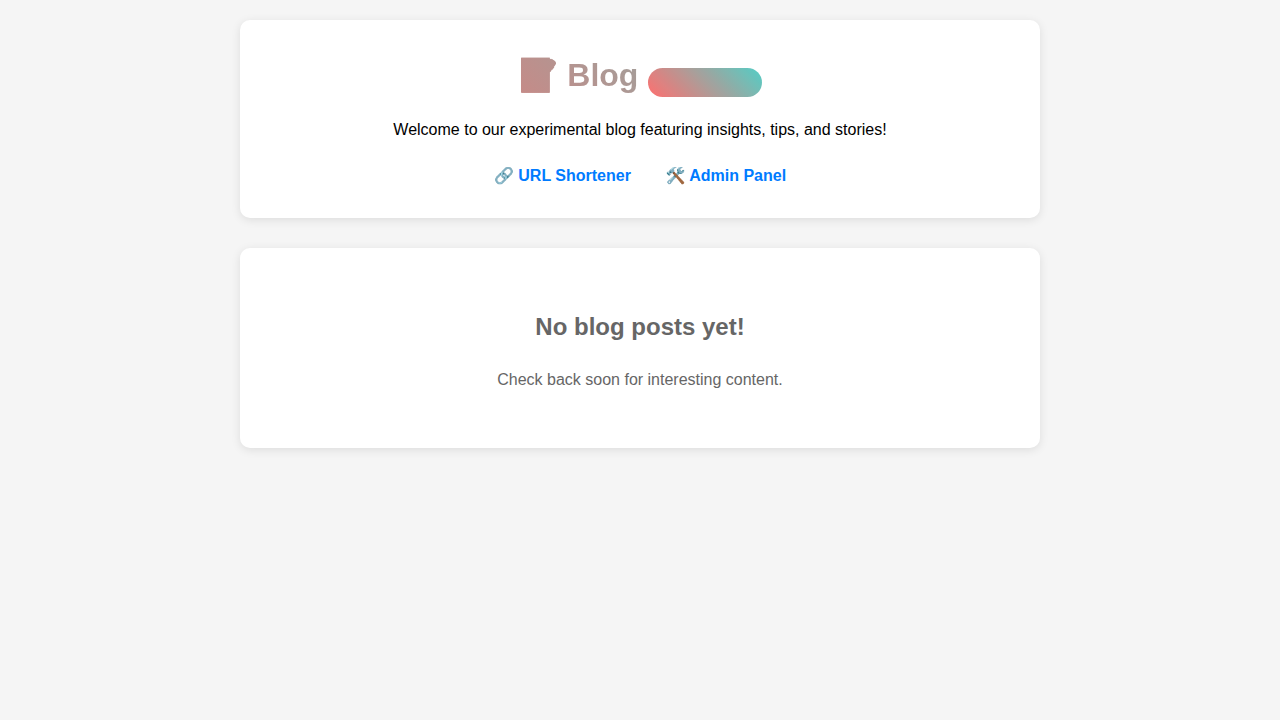 Blog
Welcome to our experimental blog featuring insights, tips, and stories!
🔗 URL Shortener 🛠️ Admin Panel
No blog posts yet!
Check back soon for interesting content.